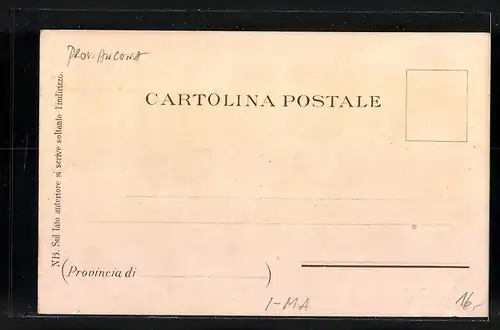 PROV. ANCONA
CARTOLINA POSTALE
NB. Sul lato anteriore si scrive soltanto l'indirizzo.
(Provincia di )
I-MA
16,-